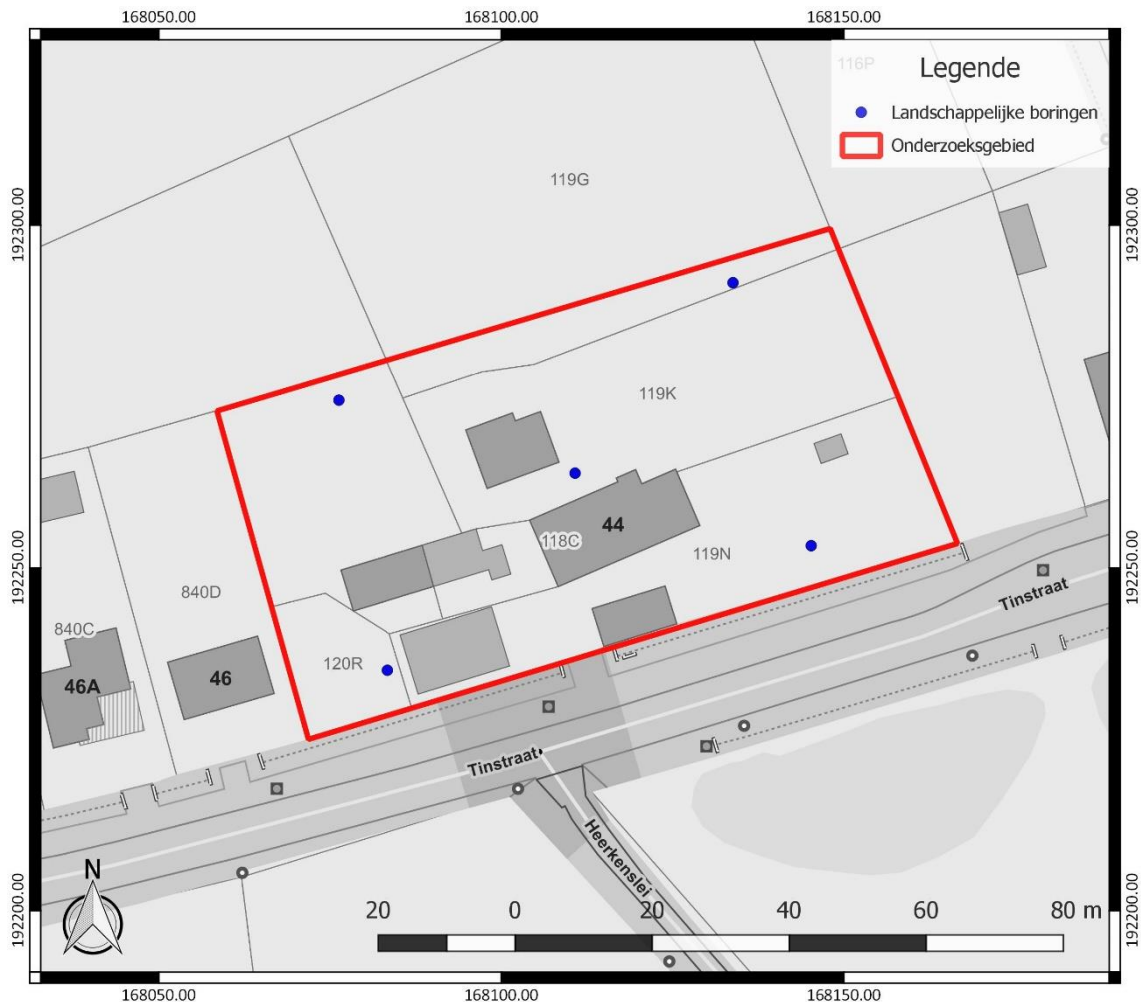 168050.00
168100.00
168150.00
116P
Legende
Landschappelijke boringen
Onderzoeksgebied
119G
192300.00
192300.00
119K
44
118C
119N
192250.00
192250.00
840D
840C
46A
46
120R
Tinstraat
Tinstraat
Heerkenslei
N
20 0 20 40 60 80 m
192200.00
192200.00
168050.00
168100.00
168150.00